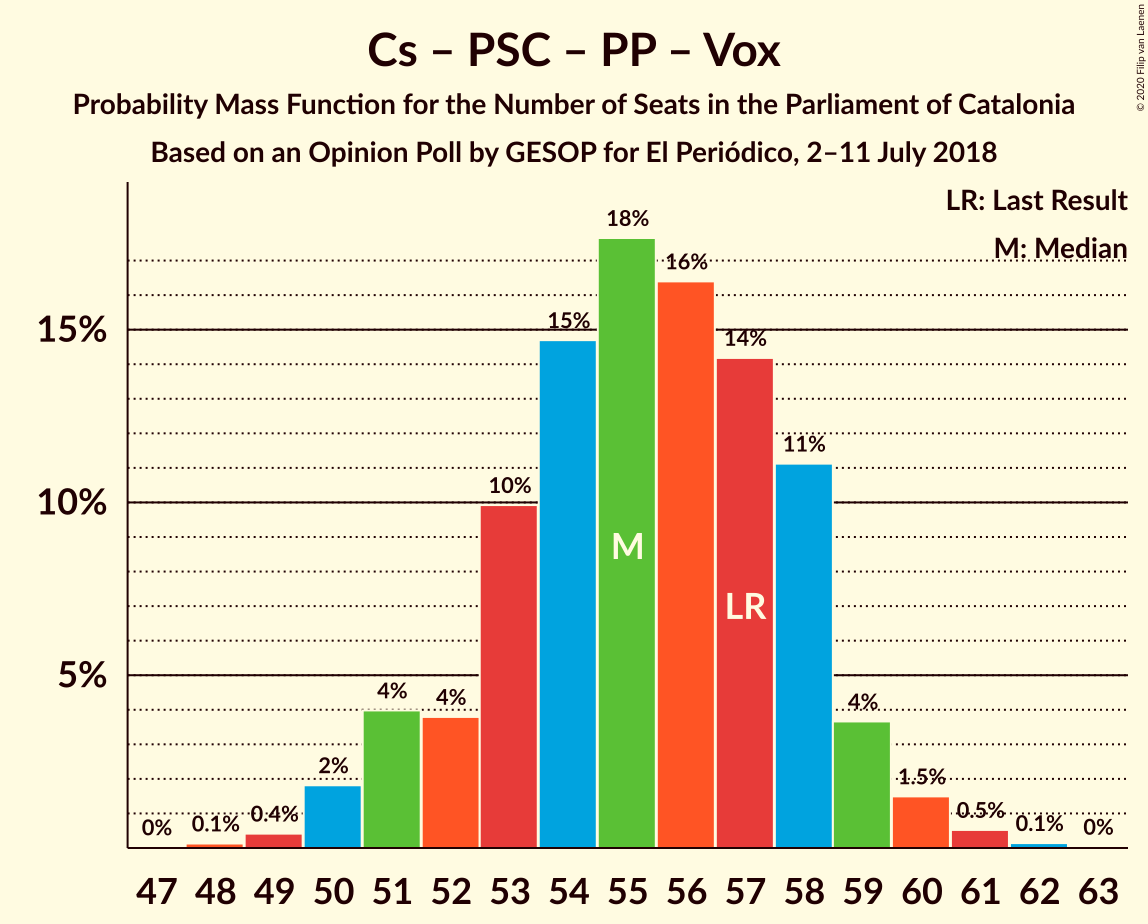 Cs – PSC – PP – Vox
Probability Mass Function for the Number of Seats in the Parliament of Catalonia
Based on an Opinion Poll by GESOP for El Periódico, 2–11 July 2018
© 2020 Filip van Laenen
LR: Last Result
M: Median
15%
10%
5%
0%
0.1%
0.4%
2%
4%
4%
10%
15%
18%
16%
14%
11%
4%
1.5%
0.5%
0.1%
0%
M
LR
47 48 49 50 51 52 53 54 55 56 57 58 59 60 61 62 63